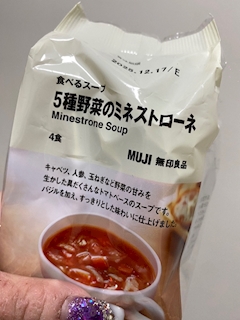 2025.12.17/E
食べるスープ
5種野菜のミネストローネ
Minestrone Soup
4食
MUJI 無印良品
キャベツ、人参、玉ねぎなど野菜の甘みを
生かした具だくさんなトマトベースのスープです。
バジルを加え、すっきりとした味わいに仕上げました。